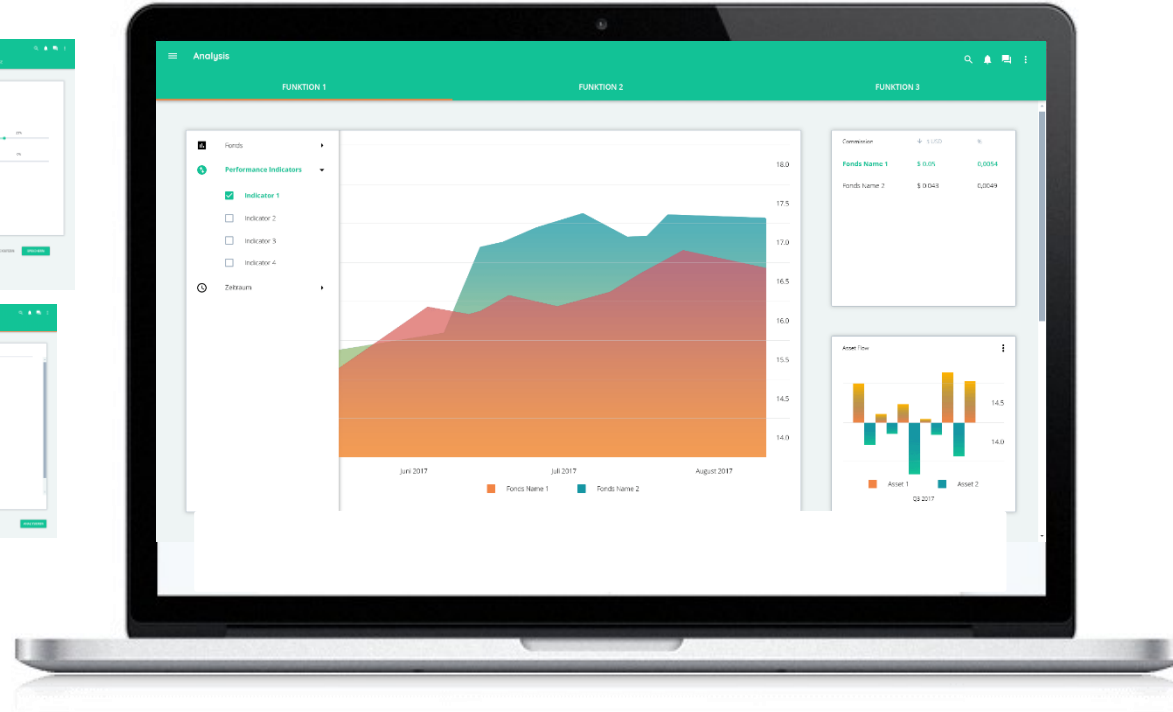 Analysis
FUNKTION 1
FUNKTION 2
FUNKTION 3
Fonds
Performance Indicators
Indicator 1
Indicator 2
Indicator 3
Indicator 4
Zeitraum
18.0
17.5
17.0
16.5
16.0
15.5
14.5
14.0
Juni 2017
Juli 2017
August 2017
Fonds Name 1
Fonds Name 2
Commission
$ USD
%
Fonds Name 1
$ 0.05
0,0054
Fonds Name 2
$ 0.043
0,0049
Asset Flow
14.5
14.0
Asset 1
Asset 2
Q3 2017